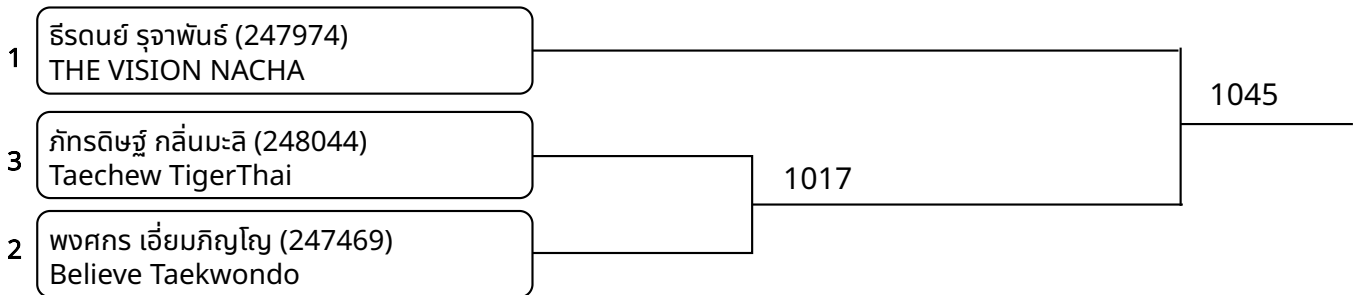 1
ธีรดนย์ รุจาพันธ์ (247974)
THE VISION NACHA
1045
3
ภัทรดิษฐ์ กลิ่นมะลิ (248044)
Taechew TigerThai
1017
2
พงศกร เอี่ยมภิญโญ (247469)
Believe Taekwondo